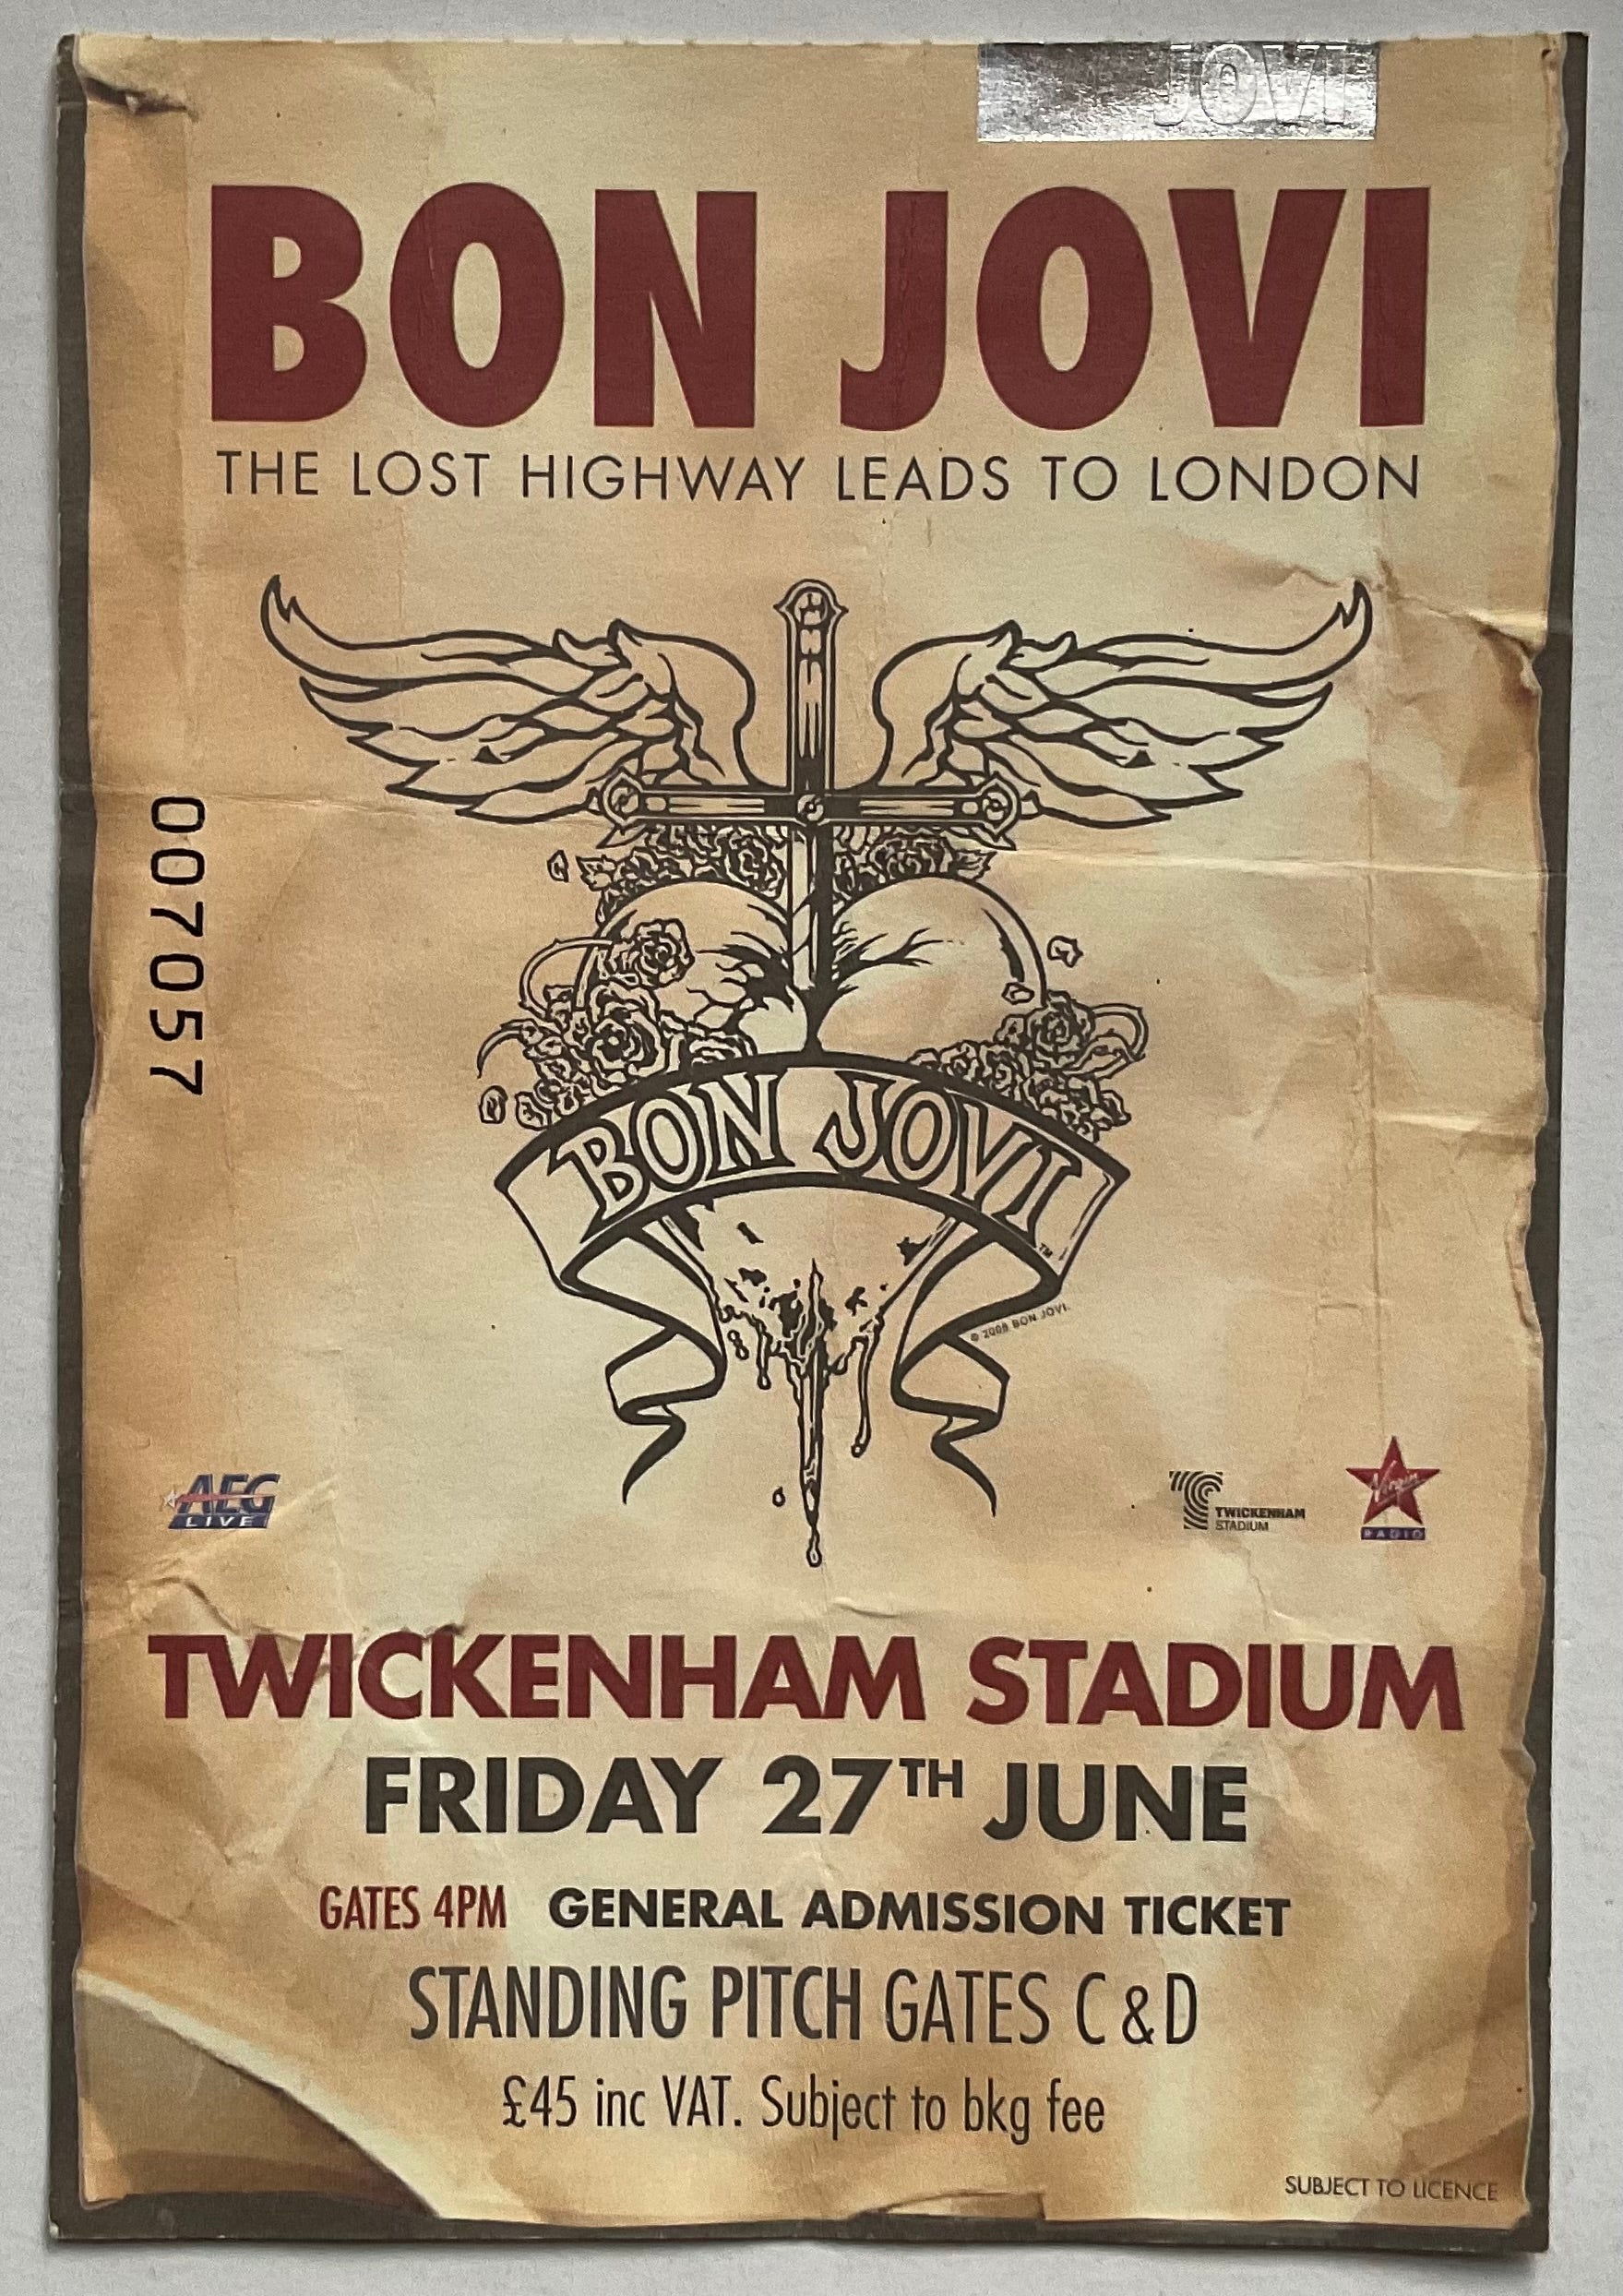 JOVI
BON JOVI
THE LOST HIGHWAY LEADS TO LONDON
007057
BON JOVI
TM
© 2008 BON JOVI.
AEG
LIVE
TWICKENHAM
STADIUM
Virgin
RADIO
TWICKENHAM STADIUM
FRIDAY 27TH JUNE
GATES 4PM GENERAL ADMISSION TICKET
STANDING PITCH GATES C & D
£45 inc VAT. Subject to bkg fee
SUBJECT TO LICENCE